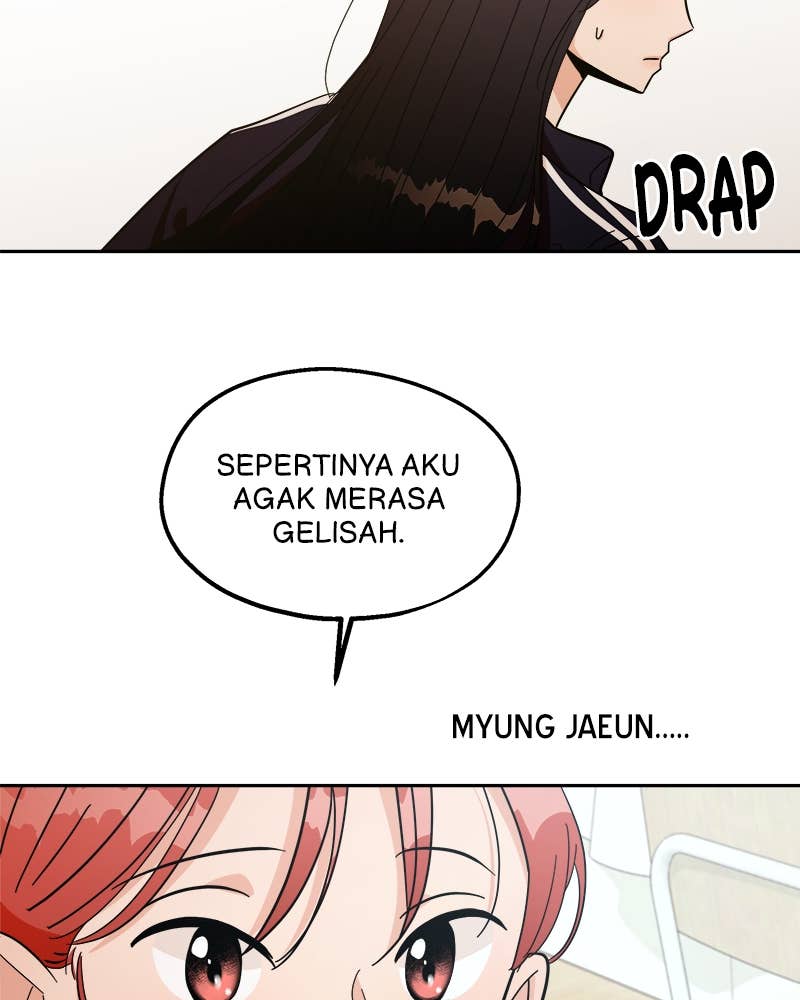 DRAP
SEPERTINYA AKU
AGAK MERASA
GELISAH.
MYUNG JAEUN.....